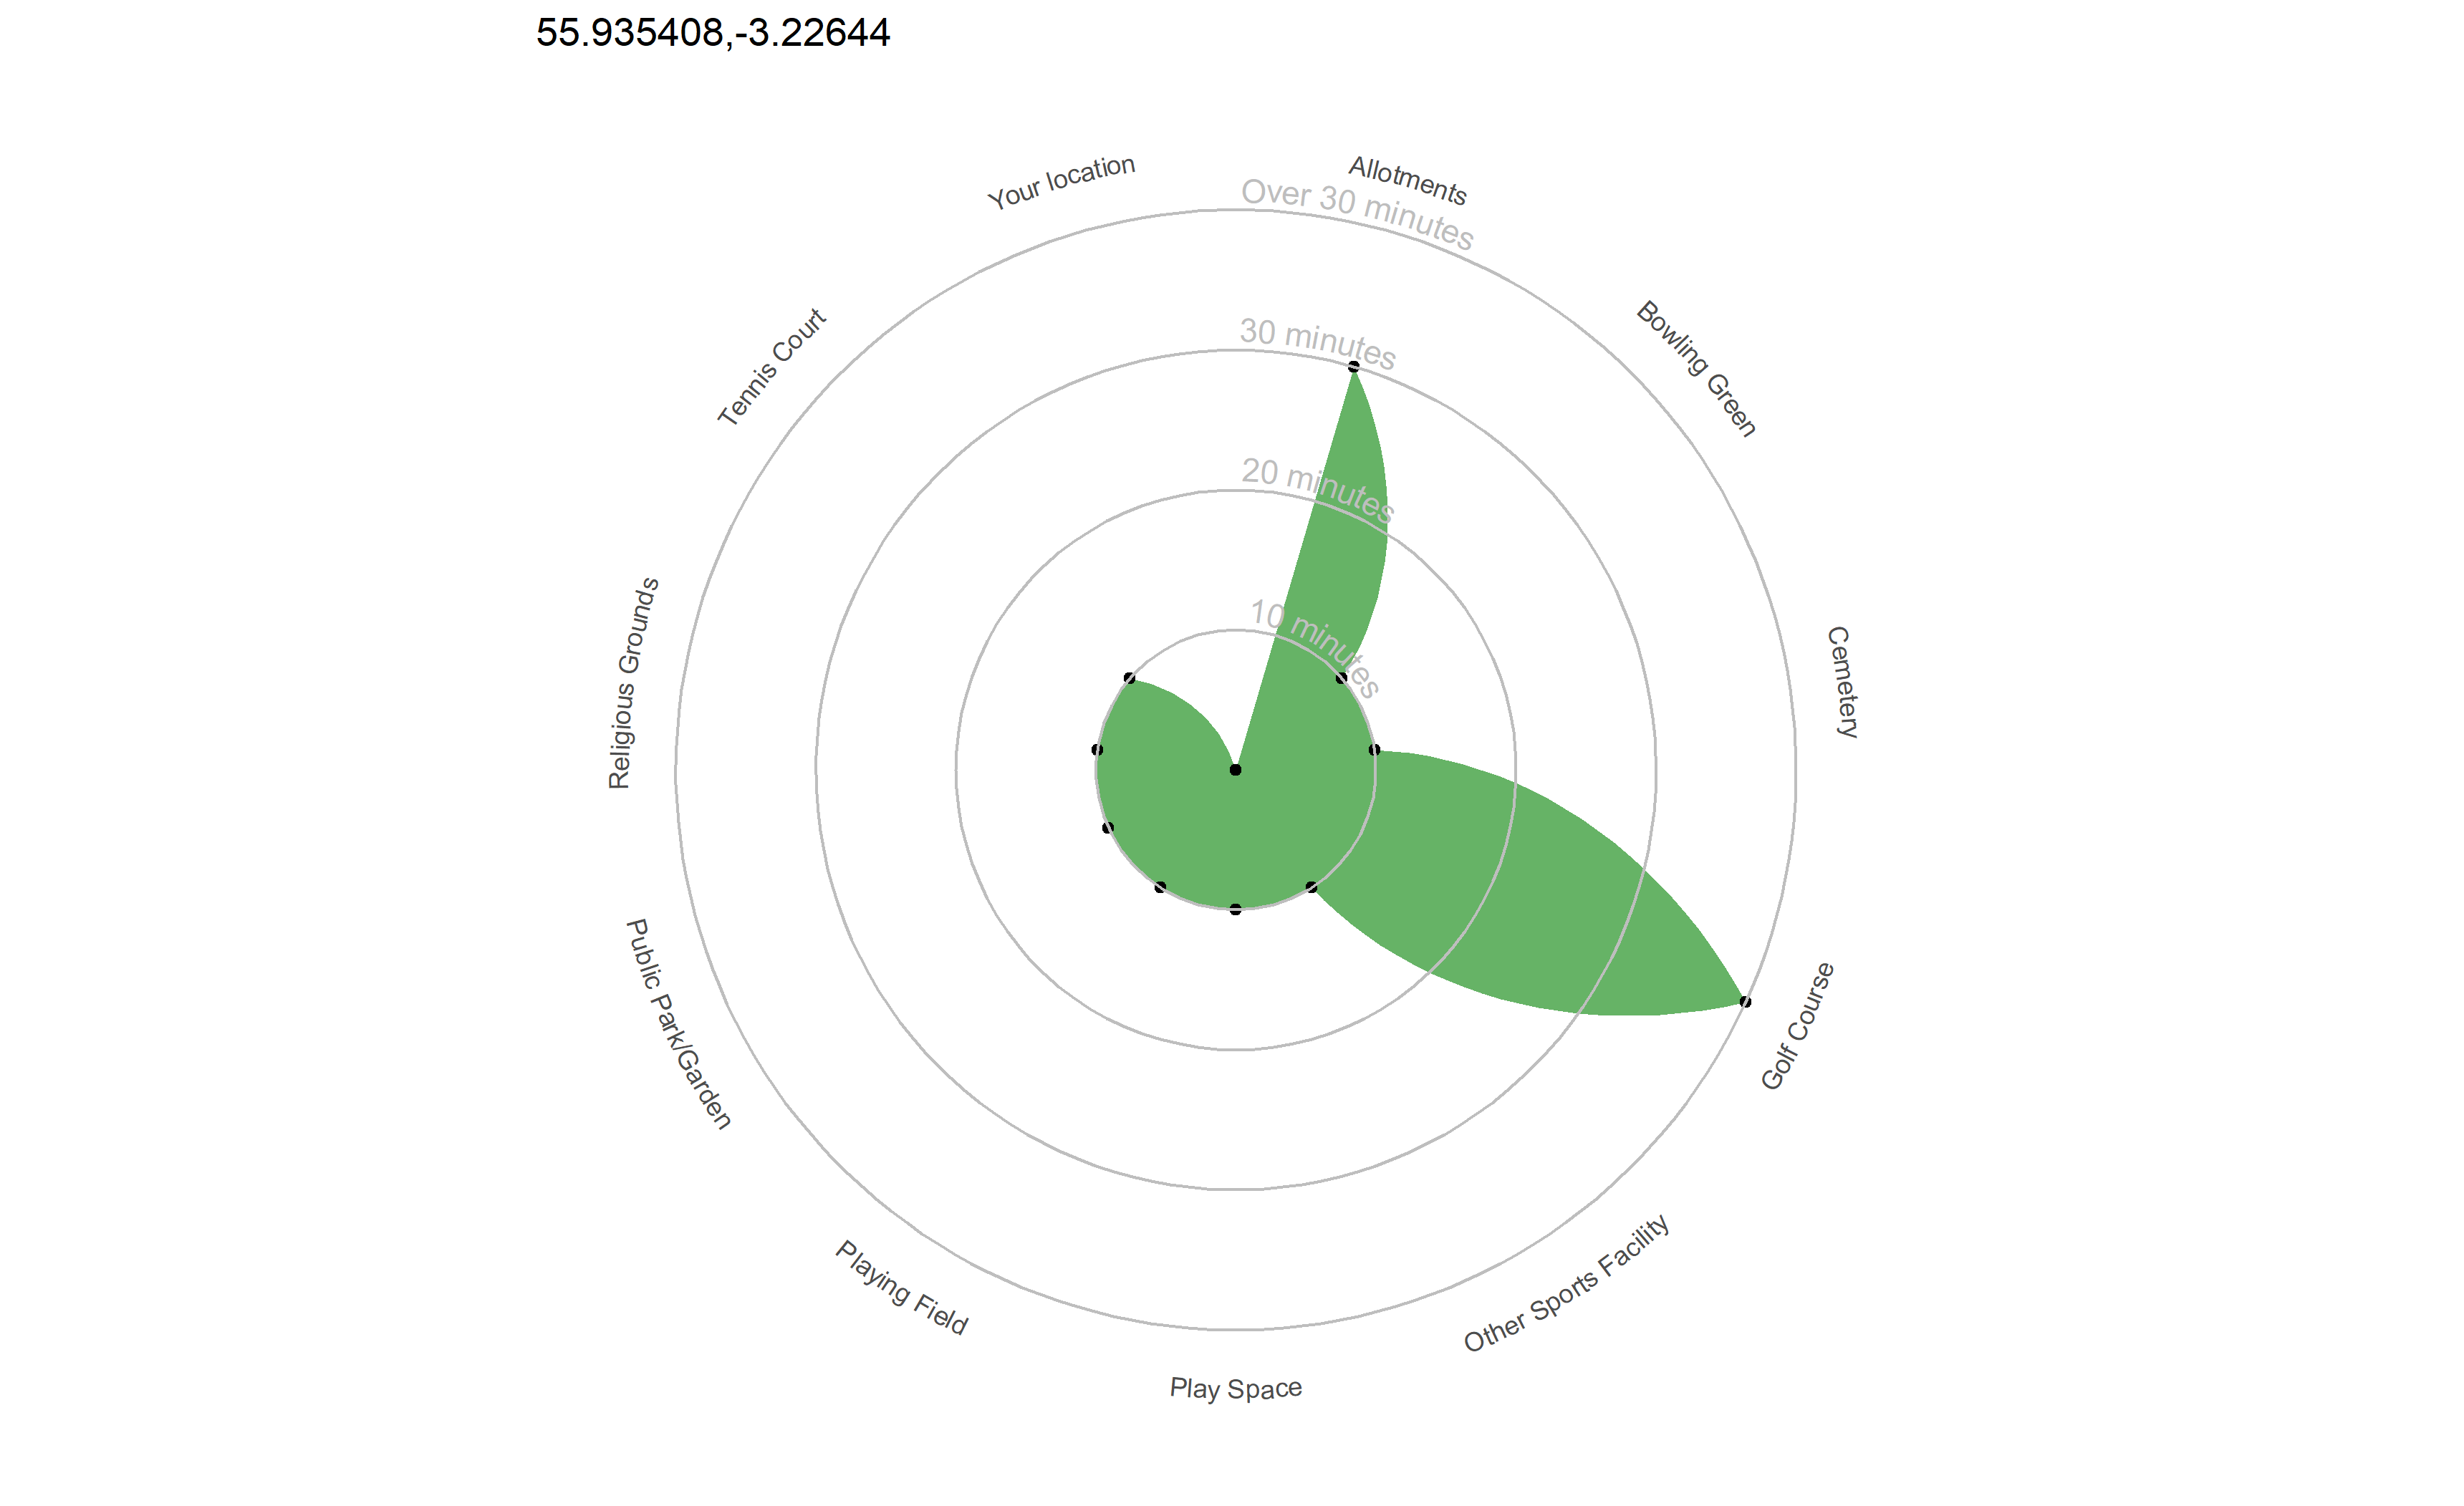 55.935408,-3.22644
Your location
Allotments
Over 30 minutes
Tennis Court
Bowling Green
30 minutes
20 minutes
10 minutes
Religious Grounds
Cemetery
Public Park/Garden
Golf Course
Playing Field
Other Sports Facility
Play Space